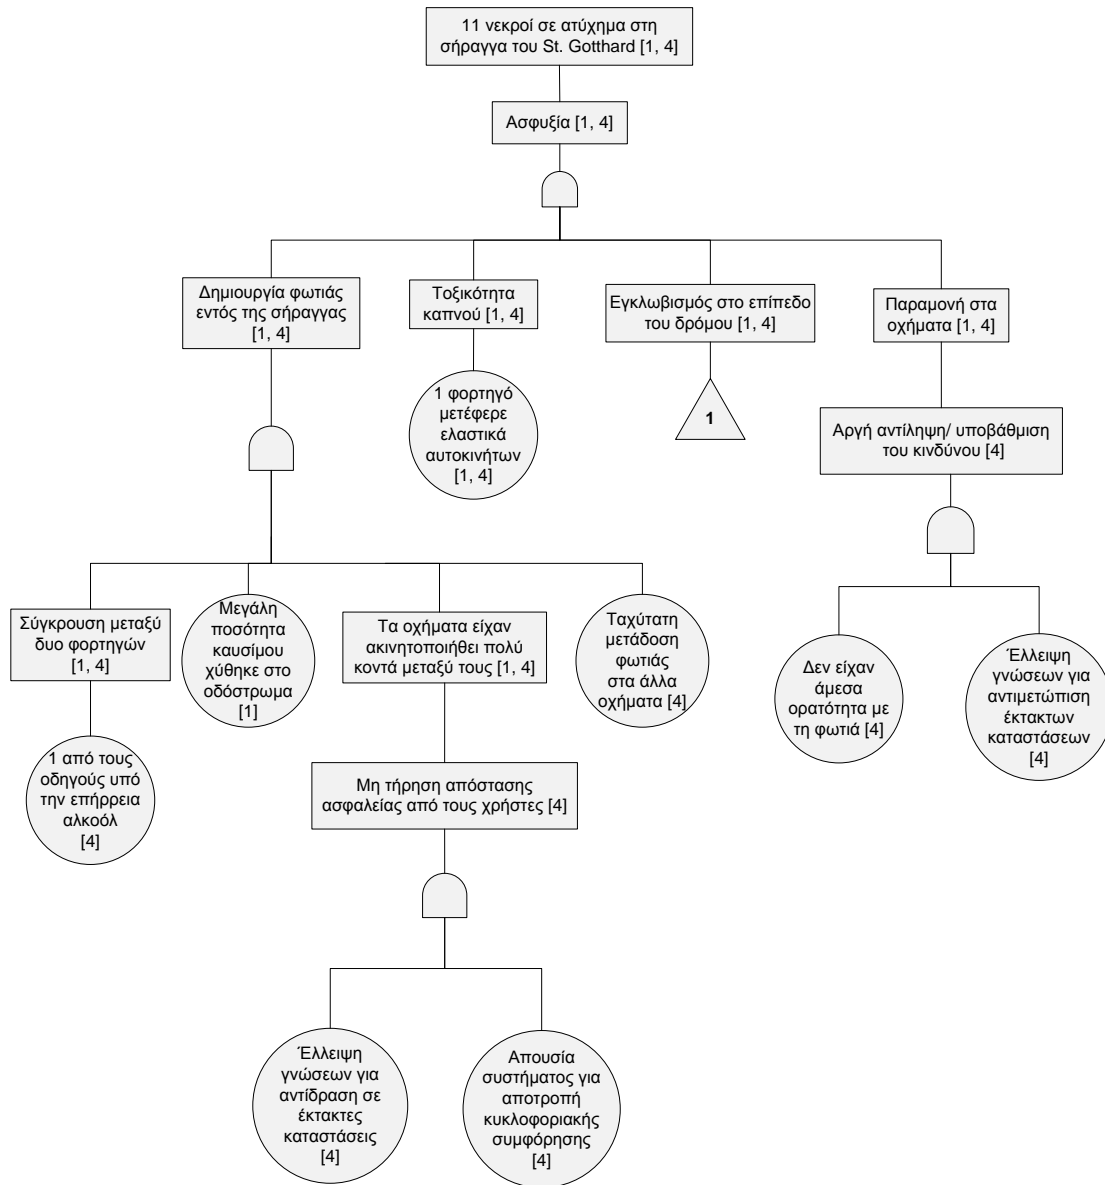 11 νεκροί σε ατύχημα στη
σήραγγα του St. Gotthard [1, 4]
Ασφυξία [1, 4]
Δημιουργία φωτιάς
εντός της σήραγγας
[1, 4]
Τοξικότητα
καπνού [1, 4]
Εγκλωβισμός στο επίπεδο
του δρόμου [1, 4]
Παραμονή στα
οχήματα [1, 4]
1 φορτηγό
μετέφερε
ελαστικά
αυτοκινήτων
[1, 4]
1
Αργή αντίληψη/ υποβάθμιση
του κινδύνου [4]
Σύγκρουση μεταξύ
δυο φορτηγών
[1, 4]
Μεγάλη
ποσότητα
καυσίμου
χύθηκε στο
οδόστρωμα
[1]
Τα οχήματα είχαν
ακινητοποιήθει πολύ
κοντά μεταξύ τους [1, 4]
Ταχύτατη
μετάδοση
φωτιάς
στα άλλα
οχήματα [4]
Δεν είχαν
άμεσα
ορατότητα με
τη φωτιά [4]
Έλλειψη
γνώσεων για
αντιμετώπιση
έκτακτων
καταστάσεων
[4]
1 από τους
οδηγούς υπό
την επήρρεια
αλκοόλ
[4]
Μη τήρηση απόστασης
ασφαλείας από τους χρήστες [4]
Έλλειψη
γνώσεων για
αντίδραση σε
έκτακτες
καταστάσεις
[4]
Απουσία
συστήματος για
αποτροπή
κυκλοφοριακής
συμφόρησης
[4]